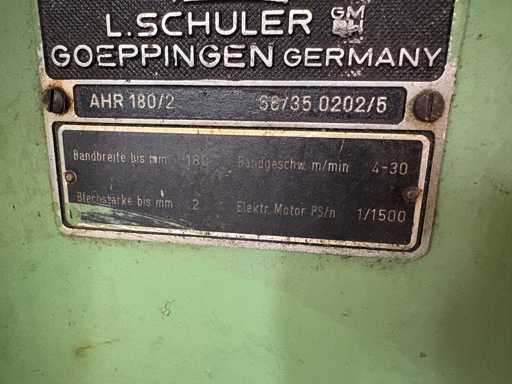 L. SCHULER GMBH
GOEPPINGEN GERMANY
AHR 180/2 68/35.0202/5
Bandbreite bis mm 180 Bandgeschw. m/min 4-30
Blechstärke bis mm 2 Elektr. Motor PS/n 1/1500